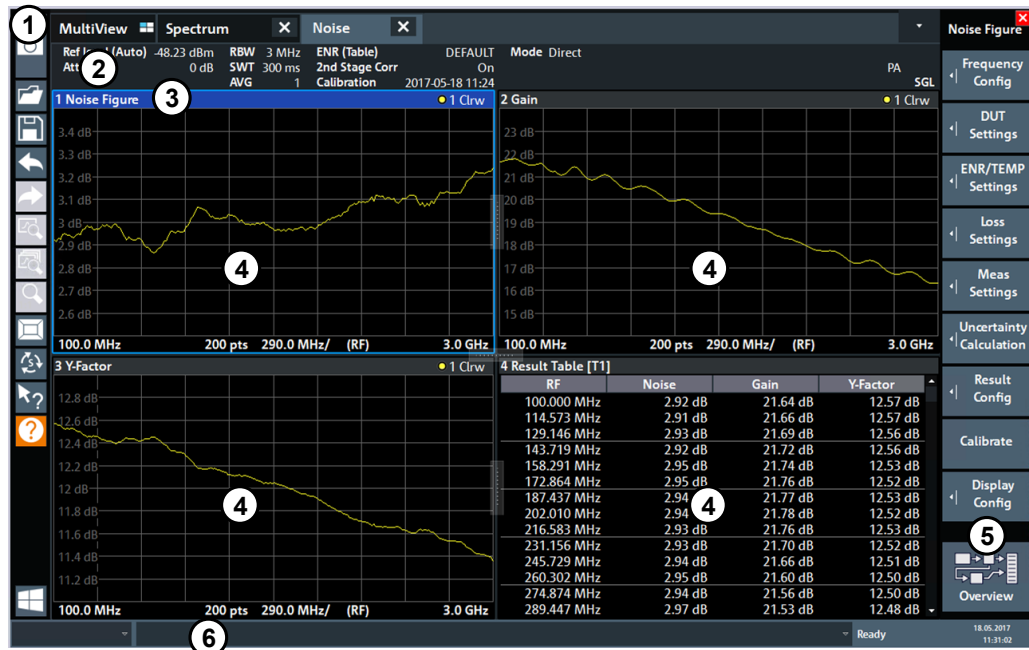 1
MultiView
Spectrum
Noise
Noise Figure
Ref level (Auto) -48.23 dBm RBW 3 MHz ENR (Table) DEFAULT Mode Direct
Att 0 dB SWT 300 ms 2nd Stage Corr On PA
AVG 1 Calibration 2017-05-18 11:24 SGL
2
3
1 Noise Figure 1 Clrw
3.4 dB
3.3 dB
3.2 dB
3.1 dB
3 dB
2.9 dB
2.8 dB
2.7 dB
2.6 dB
4
100.0 MHz 200 pts 290.0 MHz/ (RF) 3.0 GHz
2 Gain 1 Clrw
23 dB
22 dB
21 dB
20 dB
19 dB
18 dB
17 dB
16 dB
15 dB
4
100.0 MHz 200 pts 290.0 MHz/ (RF) 3.0 GHz
3 Y-Factor 1 Clrw
12.8 dB
12.6 dB
12.4 dB
12.2 dB
12 dB
11.8 dB
11.6 dB
11.4 dB
11.2 dB
4
100.0 MHz 200 pts 290.0 MHz/ (RF) 3.0 GHz
4 Result Table [T1]
RF Noise Gain Y-Factor
100.000 MHz 2.92 dB 21.64 dB 12.57 dB
114.573 MHz 2.91 dB 21.66 dB 12.57 dB
129.146 MHz 2.93 dB 21.69 dB 12.56 dB
143.719 MHz 2.92 dB 21.72 dB 12.56 dB
158.291 MHz 2.95 dB 21.74 dB 12.53 dB
172.864 MHz 2.95 dB 21.76 dB 12.52 dB
187.437 MHz 2.94 21.77 dB 12.53 dB
202.010 MHz 2.94 21.78 dB 12.52 dB
216.583 MHz 2.93 dB 21.76 dB 12.53 dB
231.156 MHz 2.93 dB 21.70 dB 12.52 dB
245.729 MHz 2.94 dB 21.66 dB 12.51 dB
260.302 MHz 2.95 dB 21.60 dB 12.50 dB
274.874 MHz 2.94 dB 21.56 dB 12.50 dB
289.447 MHz 2.97 dB 21.53 dB 12.48 dB
4
Frequency
Config
DUT
Settings
ENR/TEMP
Settings
Loss
Settings
Meas
Settings
Uncertainty
Calculation
Result
Config
Calibrate
Display
Config
5
Overview
6
Ready
18.05.2017
11:31:02